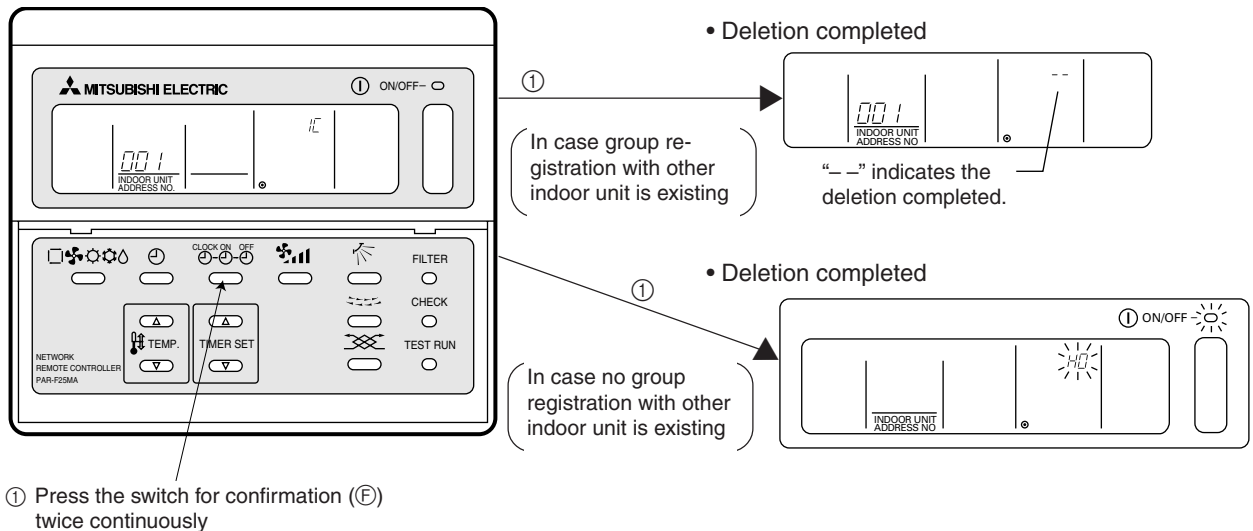 MITSUBISHI ELECTRIC
ON/OFF
IC
001
INDOOR UNIT
ADDRESS NO.
CLOCK ON OFF
FILTER
CHECK
TEST RUN
TEMP.
TIMER SET
NETWORK
REMOTE CONTROLLER
PAR-F25MA
① Press the switch for confirmation (Ⓕ)
twice continuously
①
In case group re-
gistration with other
indoor unit is existing
• Deletion completed
– –
001
INDOOR UNIT
ADDRESS NO
“– –” indicates the
deletion completed.
①
In case no group
registration with other
indoor unit is existing
• Deletion completed
ON/OFF
H0
INDOOR UNIT
ADDRESS NO